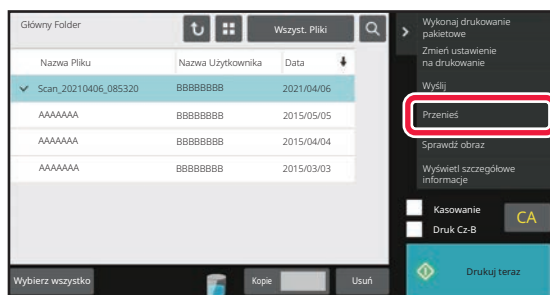 Główny Folder
Wszyst. Pliki
Nazwa Pliku Nazwa Użytkownika Data
Scan_20210406_085320 BBBBBBBB 2021/04/06
AAAAAAA BBBBBBBB 2015/05/05
AAAAAAA BBBBBBBB 2015/04/04
AAAAAAA BBBBBBBB 2015/03/03
Wybierz wszystko
Kopie
Usuń
Wykonaj drukowanie
pakietowe
Zmień ustawienie
na drukowanie
Wyślij
Przenieś
Sprawdź obraz
Wyświetl szczegółowe
informacje
Kasowanie
Druk Cz-B
CA
Drukuj teraz